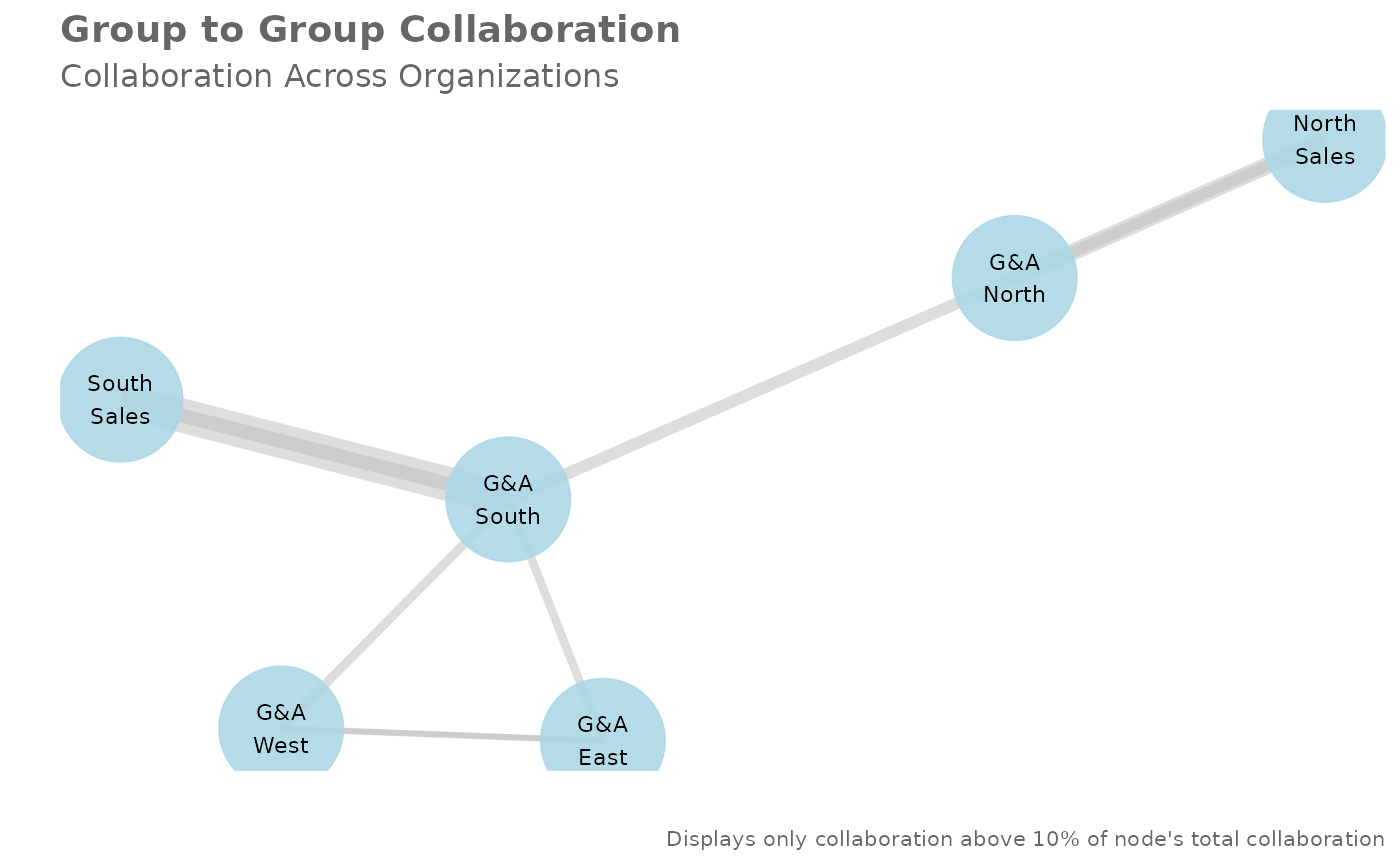 Group to Group Collaboration
Collaboration Across Organizations
North
Sales
G&A
North
South
Sales
G&A
South
G&A
West
G&A
East
Displays only collaboration above 10% of node's total collaboration